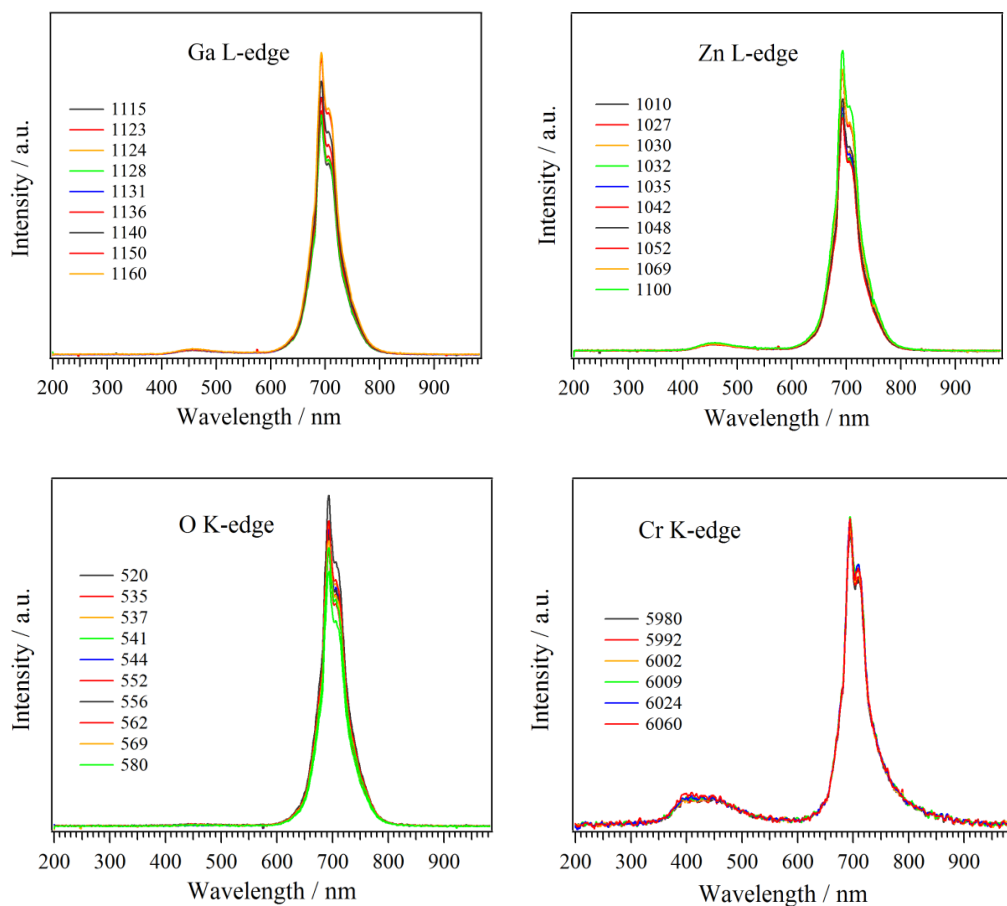 Ga L-edge
Intensity / a.u.
1115
1123
1124
1128
1131
1136
1140
1150
1160
200 300 400 500 600 700 800 900
Wavelength / nm
Zn L-edge
Intensity / a.u.
1010
1027
1030
1032
1035
1042
1048
1052
1069
1100
200 300 400 500 600 700 800 900
Wavelength / nm
O K-edge
Intensity / a.u.
520
535
537
541
544
552
556
562
569
580
200 300 400 500 600 700 800 900
Wavelength / nm
Cr K-edge
Intensity / a.u.
5980
5992
6002
6009
6024
6060
200 300 400 500 600 700 800 900
Wavelength / nm